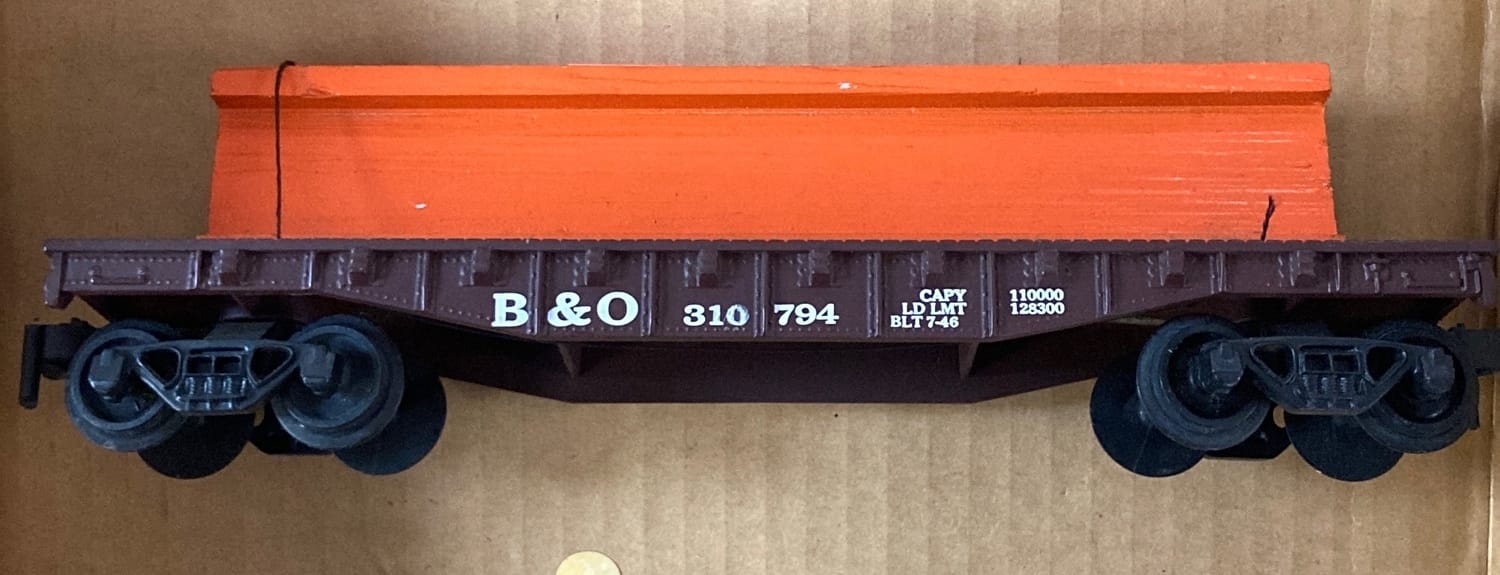 B & O 310 794
CAPY 110000
LD LMT 128300
BLT 7-46